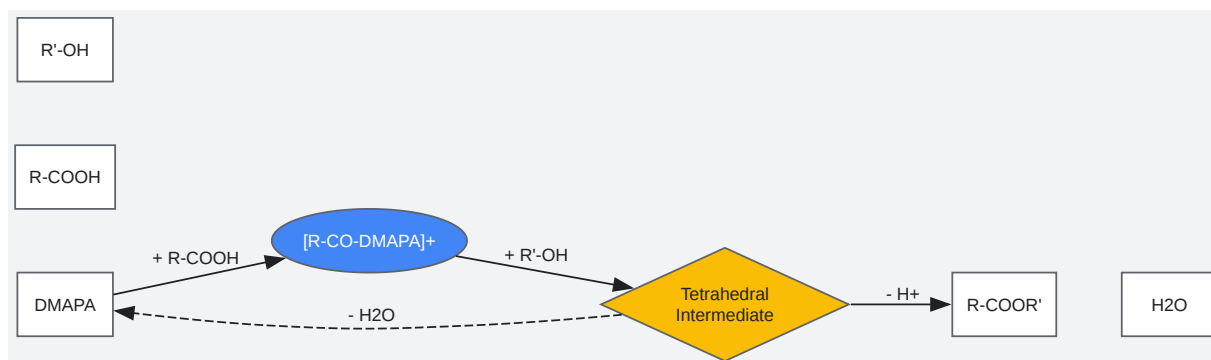 R'-OH
R-COOH
+ R-COOH
[R-CO-DMAPA]+
+ R'-OH
DMAPA
- H2O
Tetrahedral
Intermediate
- H+
R-COOR'
H2O